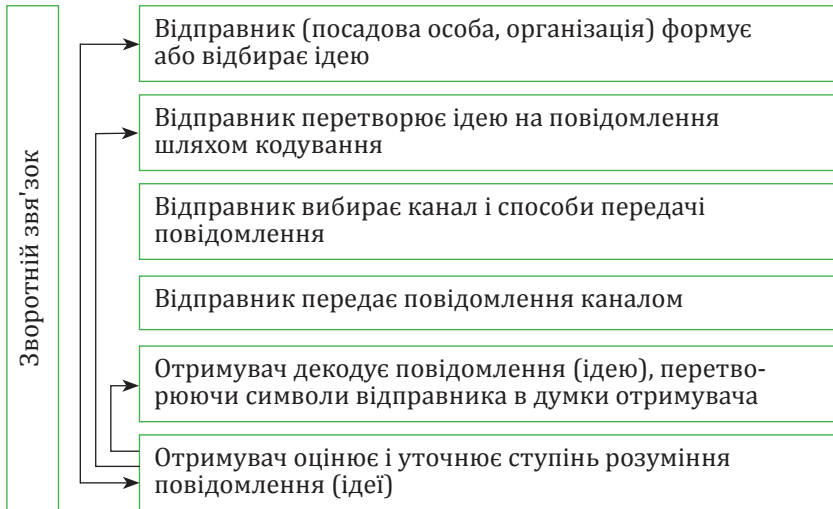 Зворотній звя'зок
Відправник (посадова особа, організація) формує
або відбирає ідею
Відправник перетворює ідею на повідомлення
шляхом кодування
Відправник вибирає канал і способи передачі
повідомлення
Відправник передає повідомлення каналом
Отримувач декодує повідомлення (ідею), перетво-
рюючи символи відправника в думки отримувача
Отримувач оцінює і уточнює ступінь розуміння
повідомлення (ідеї)